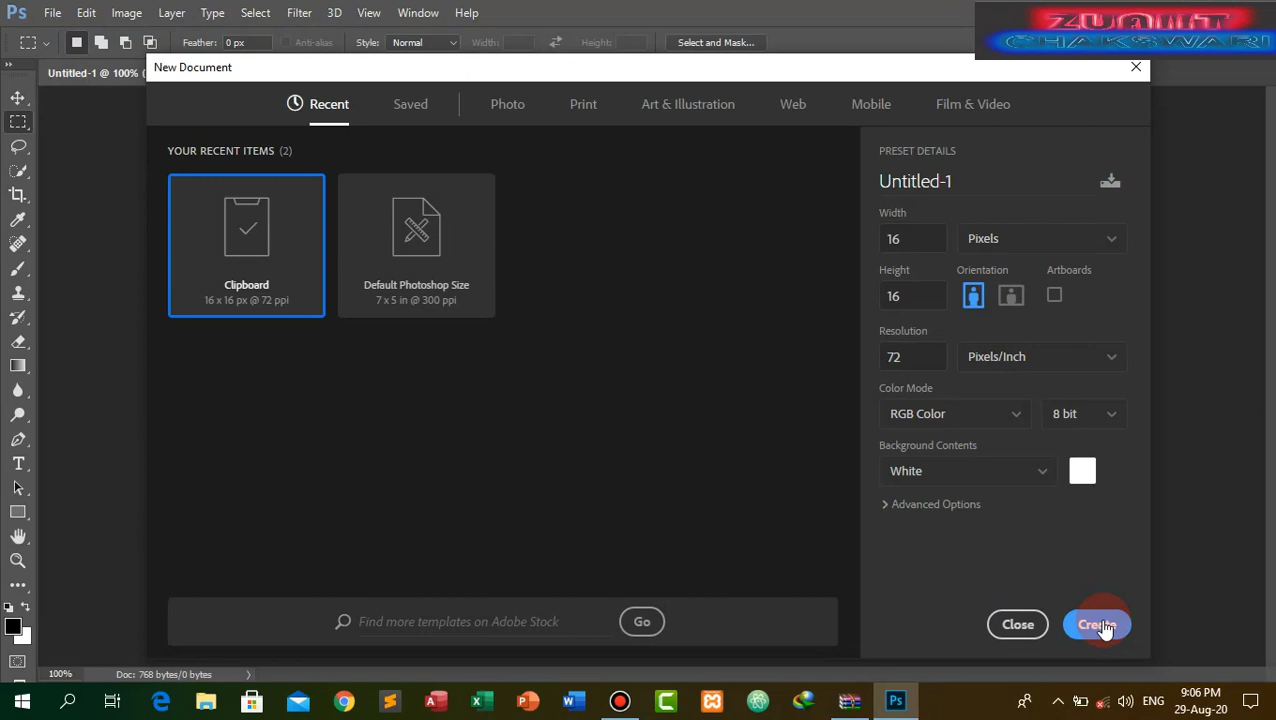 Ps File Edit Image Layer Type Select Filter 3D View Window Help
ZUNIT
CHAKSWARI
Feather: 0 px Anti-alias Style: Normal Width: Height: Select and Mask...
Untitled-1 @ 100% (
New Document
Recent Saved Photo Print Art & Illustration Web Mobile Film & Video
YOUR RECENT ITEMS (2)
PRESET DETAILS
Untitled-1
Width
16 Pixels
Height Orientation Artboards
16
Clipboard Default Photoshop Size
16 x 16 px @ 72 ppi 7 x 5 in @ 300 ppi
Resolution
72 Pixels/Inch
Color Mode
RGB Color 8 bit
Background Contents
White
Advanced Options
Find more templates on Adobe Stock Go
Close Create
100% Doc: 768 bytes/0 bytes
ENG 9:06 PM
29-Aug-20